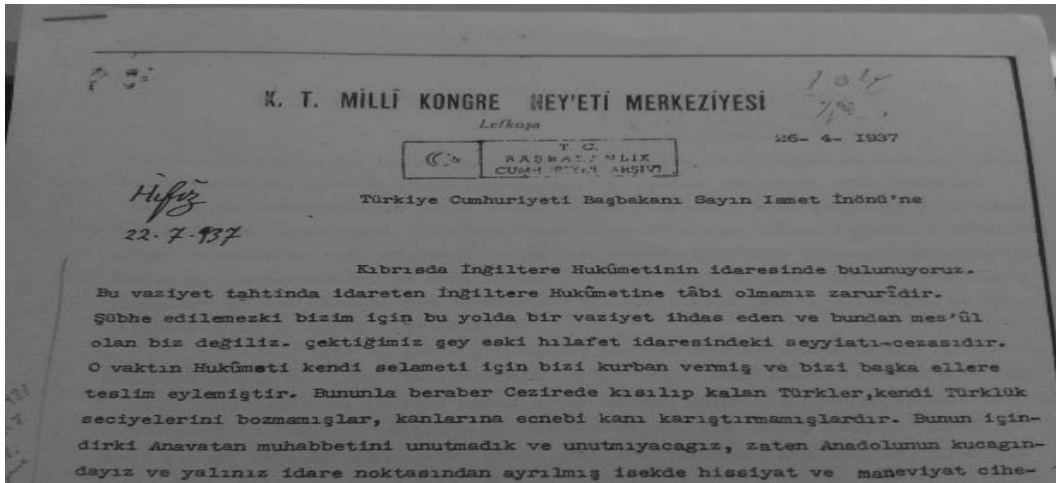 K. T. MİLLÎ KONGRE HEY'ETİ MERKEZİYESİ
Lefkoşa
26- 4- 1937
T. C.
BAŞBAKANLIK
CUMHURİYET ARŞİVİ
Hıfız
22-7-937
Türkiye Cumhuriyeti Başbakanı Sayın Ismet İnönü'ne
Kıbrısda İngiltere Hukûmetinin idaresinde bulunuyoruz.
Bu vaziyet tahtinda idareten İngiltere Hukûmetine tâbi olmamız zarurîdir.
Şübhe edilemezki bizim için bu yolda bir vaziyet ihdas eden ve bundan mes'ûl
olan biz değiliz. çektiğimiz şey eski hılafet idaresindeki seyyiatı-cezasıdır.
O vaktın Hukûmeti kendi selameti için bizi kurban vermiş ve bizi başka ellere
teslim eylemiştir. Bununla beraber Cezirede kısılıp kalan Türkler,kendi Türklük
seciyelerini bozmamışlar, kanlarına ecnebi kanı karıştırmamışlardır. Bunun için-
dirki Anavatan muhabbetini unutmadık ve unutmıyacagız, zaten Anadolunun kucagın-
dayız ve yalınız idare noktasından ayrılmış isekde hissiyat ve maneviyat cihe-